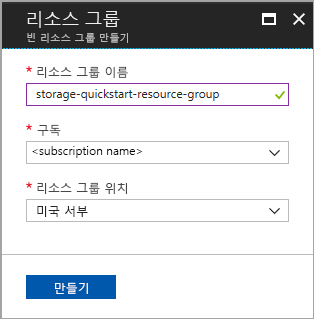 리소스 그룹
빈 리소스 그룹 만들기
* 리소스 그룹 이름
storage-quickstart-resource-group
* 구독
<subscription name>
* 리소스 그룹 위치
미국 서부
만들기